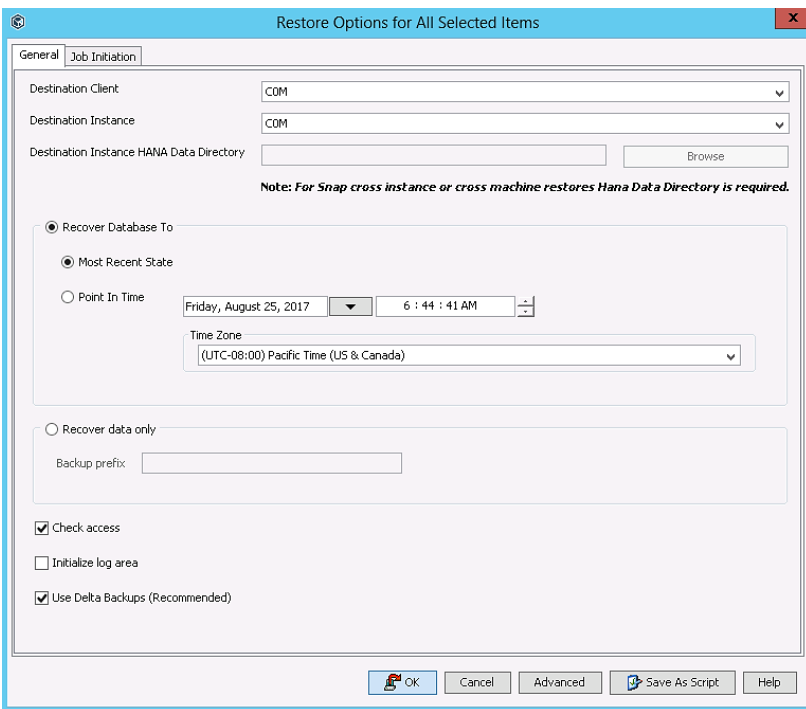 Restore Options for All Selected Items
x
General
Job Initiation
Destination Client
COM
Destination Instance
COM
Destination Instance HANA Data Directory
Browse
Note: For Snap cross instance or cross machine restores Hana Data Directory is required.
Recover Database To
Most Recent State
Point In Time
Friday, August 25, 2017
6 : 44 : 41 AM
Time Zone
(UTC-08:00) Pacific Time (US & Canada)
Recover data only
Backup prefix
Check access
Initialize log area
Use Delta Backups (Recommended)
OK
Cancel
Advanced
Save As Script
Help